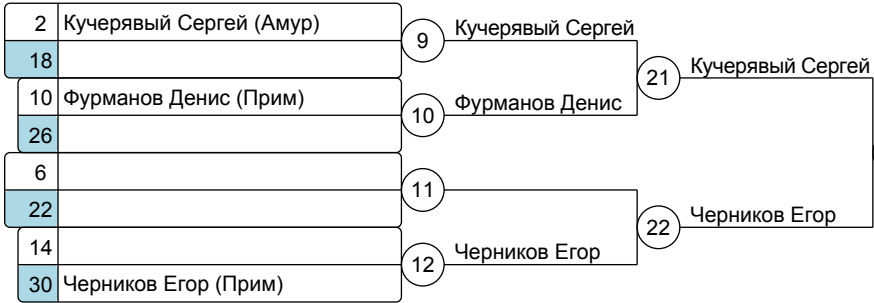 2 Кучерявый Сергей (Амур)
18
9 Кучерявый Сергей
10 Фурманов Денис (Прим)
26
10 Фурманов Денис
21 Кучерявый Сергей
6
22
11
14
30 Черников Егор (Прим)
12 Черников Егор
22 Черников Егор